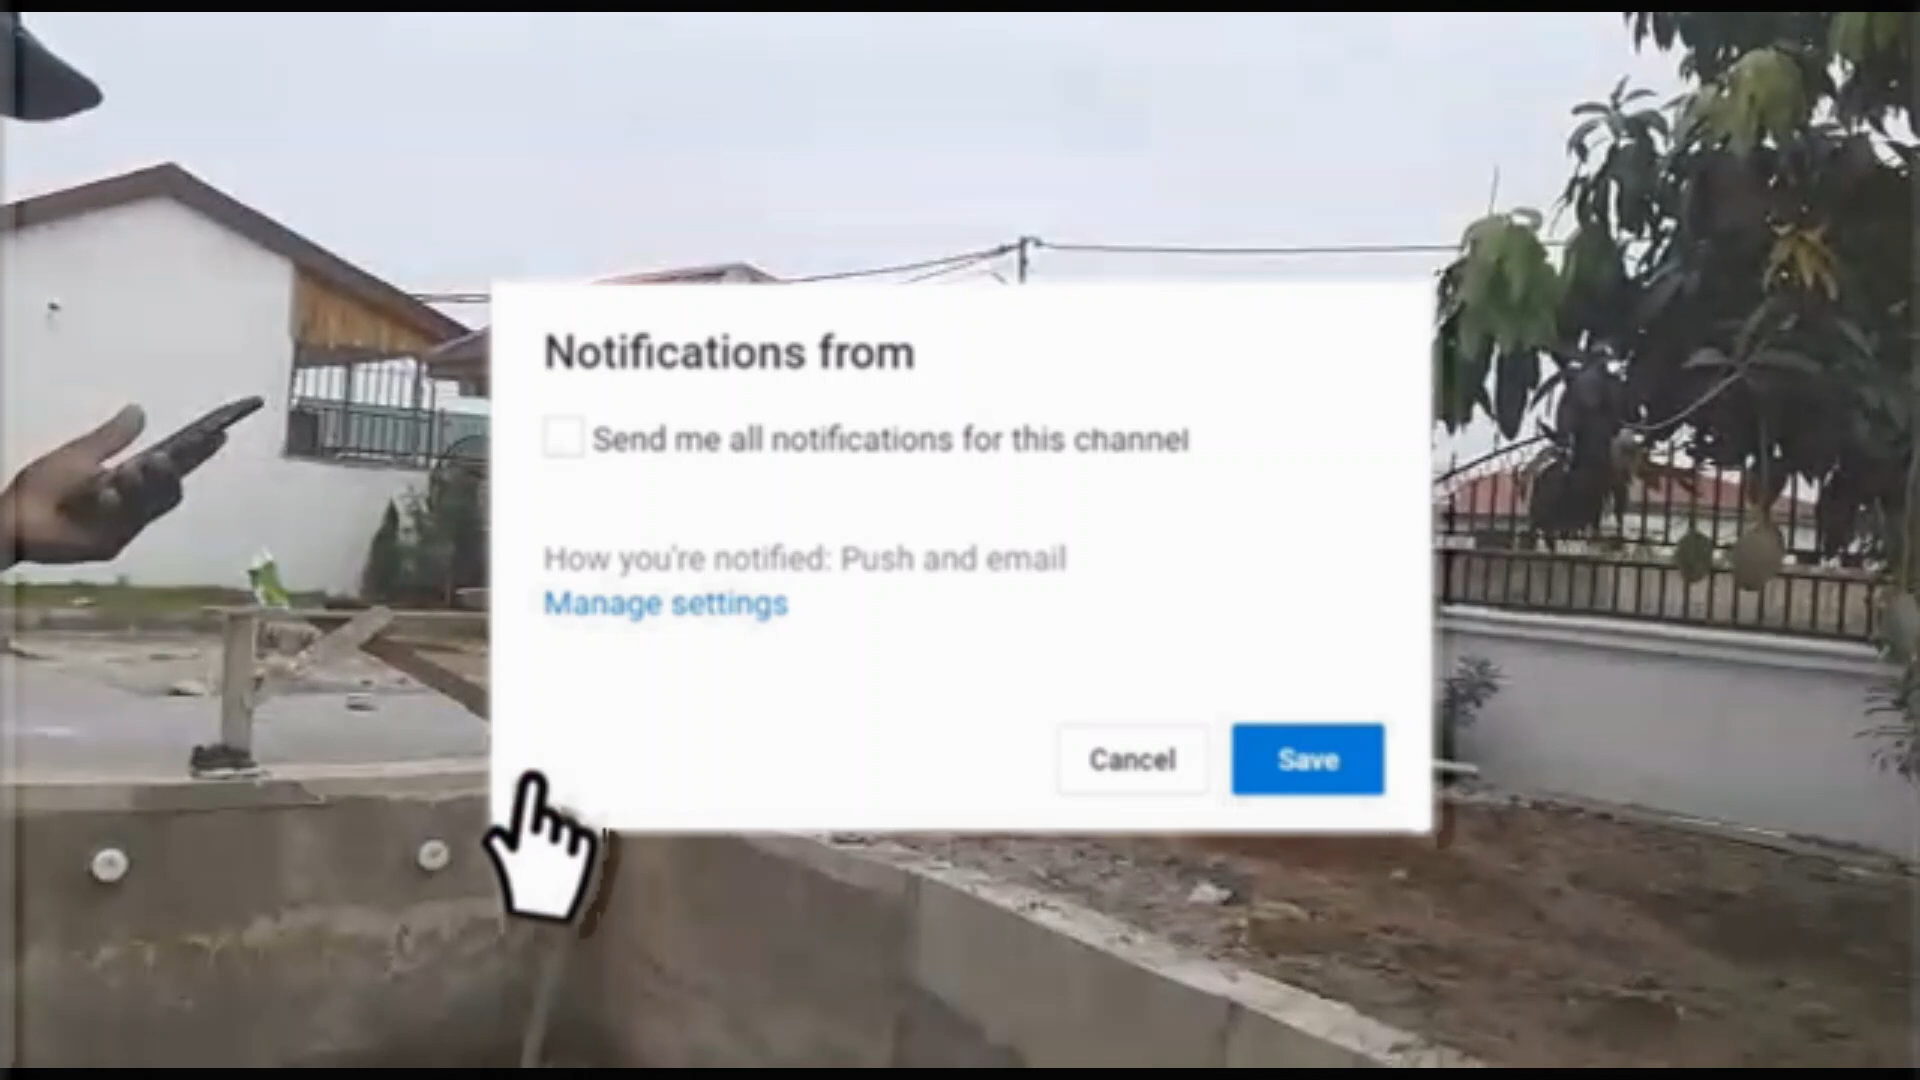 Notifications from
Send me all notifications for this channel
How you're notified: Push and email
Manage settings
Cancel
Save